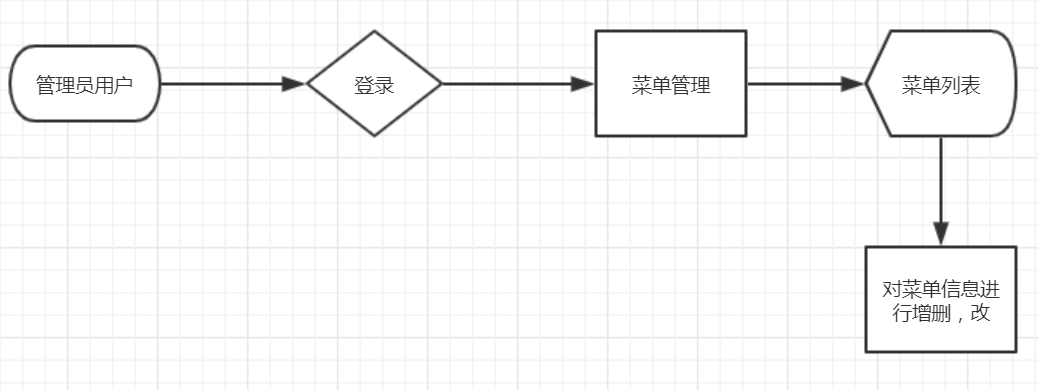 管理员用户
登录
菜单管理
菜单列表
对菜单信息进
行增删，改